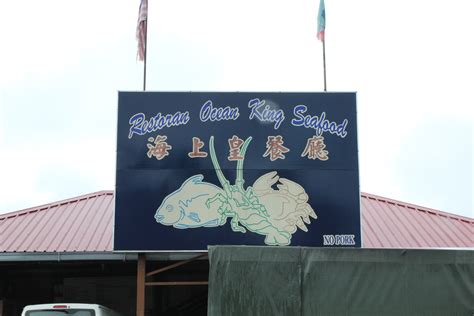 Restoran Ocean King Seafood
海上皇餐廳
NO PORK